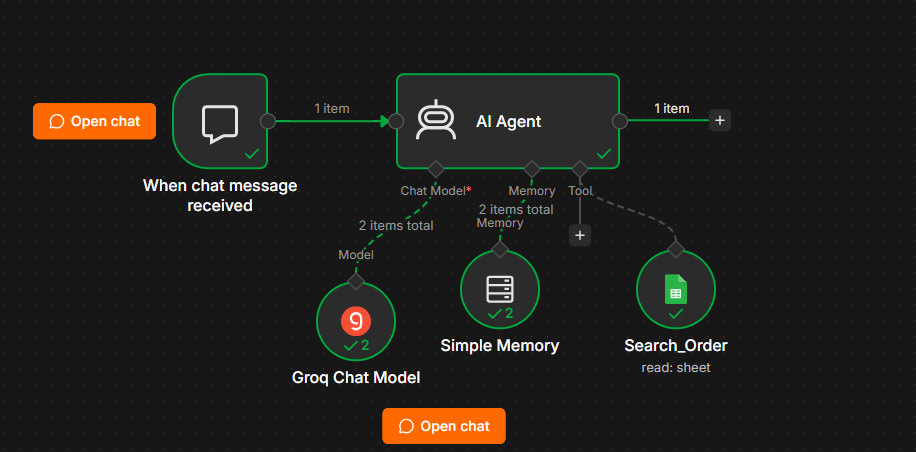 Open chat
1 item
AI Agent
1 item
When chat message
received
Chat Model*
Memory
Tool
2 items total
2 items total
Memory
Model
2
2
Groq Chat Model
Simple Memory
Search_Order
read: sheet
Open chat